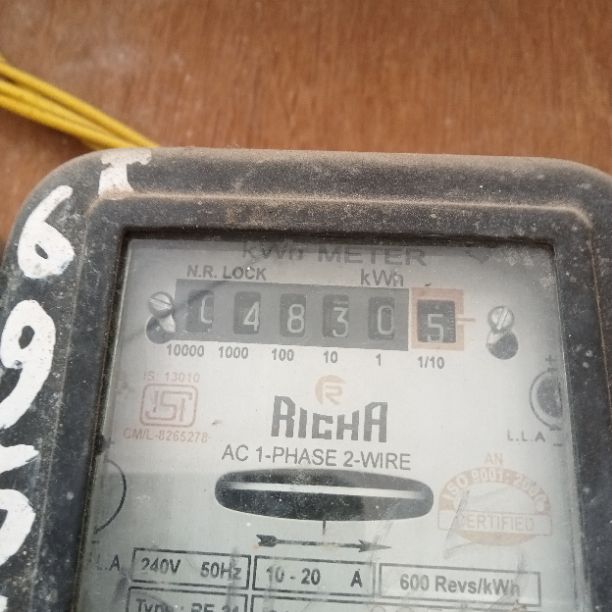 kWh METER
N.R. LOCK kWh
4 8 3 0 5
10000 1000 100 10 1 1/10
IS: 13010
ISI
CM/L-8265278
RICHA
AC 1-PHASE 2-WIRE
L.L.A
AN
ISO 9001:
CERTIFIED
L.A.
240V 50Hz 10 - 20 A 600 Revs/kWh
69